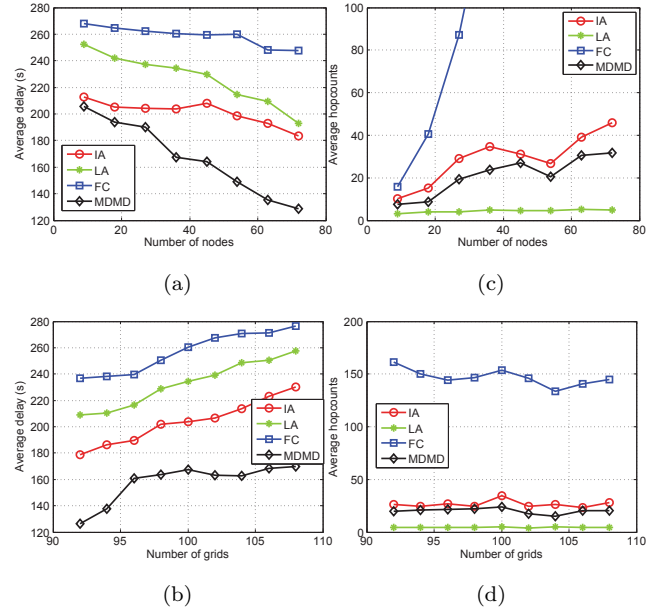 280
260
240
220
200
180
160
140
120
Average delay (s)
IA
LA
FC
MDMD
0 20 40 60 80
Number of nodes
(a)
100
80
60
40
20
0
Average hopcounts
IA
LA
FC
MDMD
0 20 40 60 80
Number of nodes
(c)
280
260
240
220
200
180
160
140
120
Average delay (s)
IA
LA
FC
MDMD
90 95 100 105 110
Number of grids
(b)
200
150
100
50
0
Average hopcounts
IA
LA
FC
MDMD
90 95 100 105 110
Number of grids
(d)